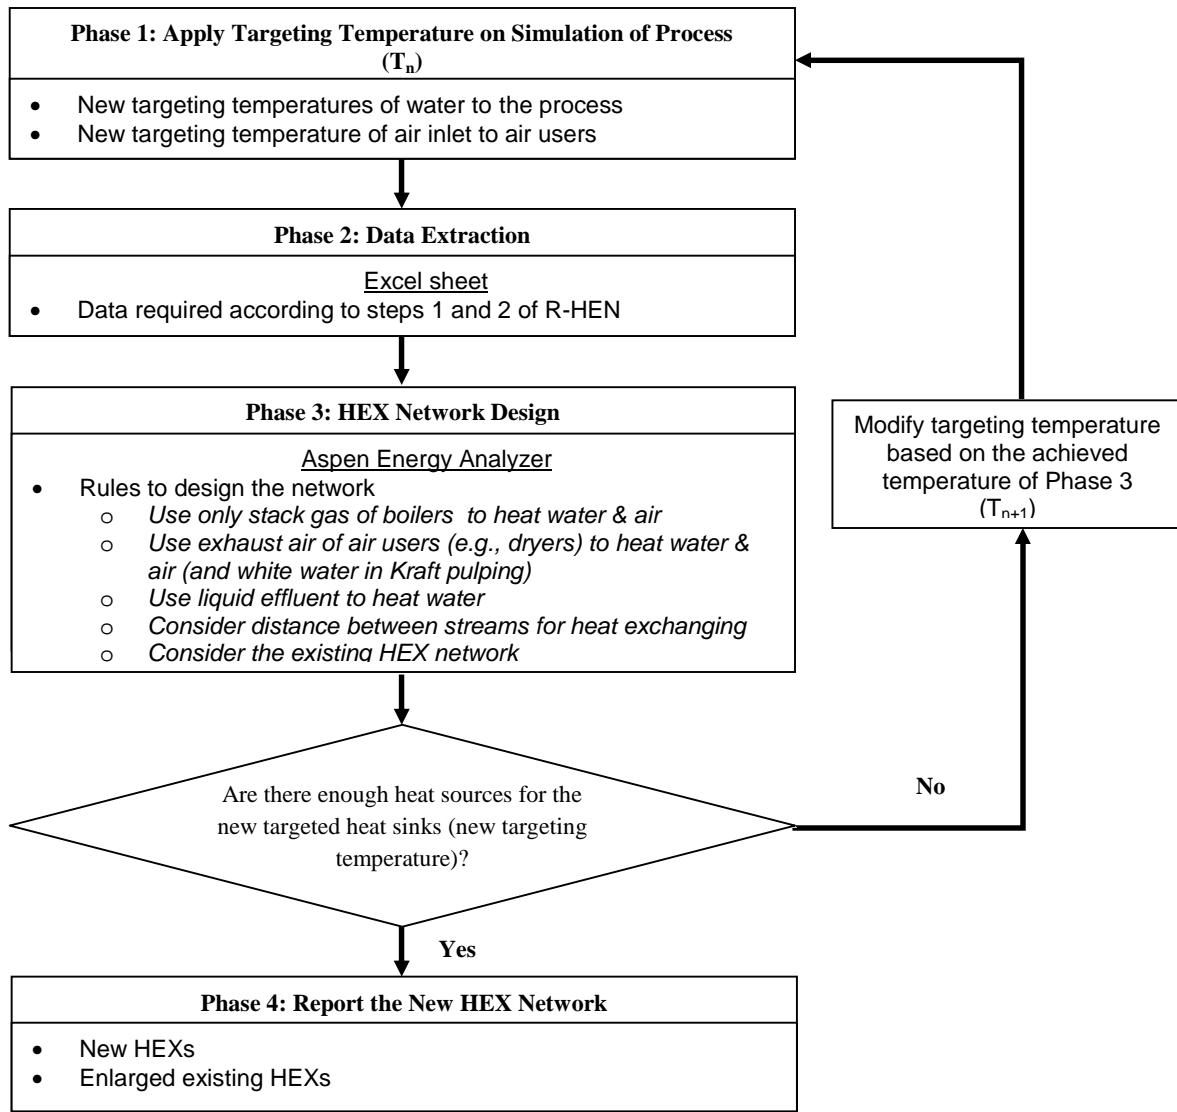 Phase 1: Apply Targeting Temperature on Simulation of Process
(Tn)
• New targeting temperatures of water to the process
• New targeting temperature of air inlet to air users
Phase 2: Data Extraction
Excel sheet
• Data required according to steps 1 and 2 of R-HEN
Phase 3: HEX Network Design
Aspen Energy Analyzer
• Rules to design the network
o Use only stack gas of boilers to heat water & air
o Use exhaust air of air users (e.g., dryers) to heat water &
air (and white water in Kraft pulping)
o Use liquid effluent to heat water
o Consider distance between streams for heat exchanging
o Consider the existing HEX network
Modify targeting temperature
based on the achieved
temperature of Phase 3
(Tn+1)
Are there enough heat sources for the
new targeted heat sinks (new targeting
temperature)?
No
Yes
Phase 4: Report the New HEX Network
• New HEXs
• Enlarged existing HEXs